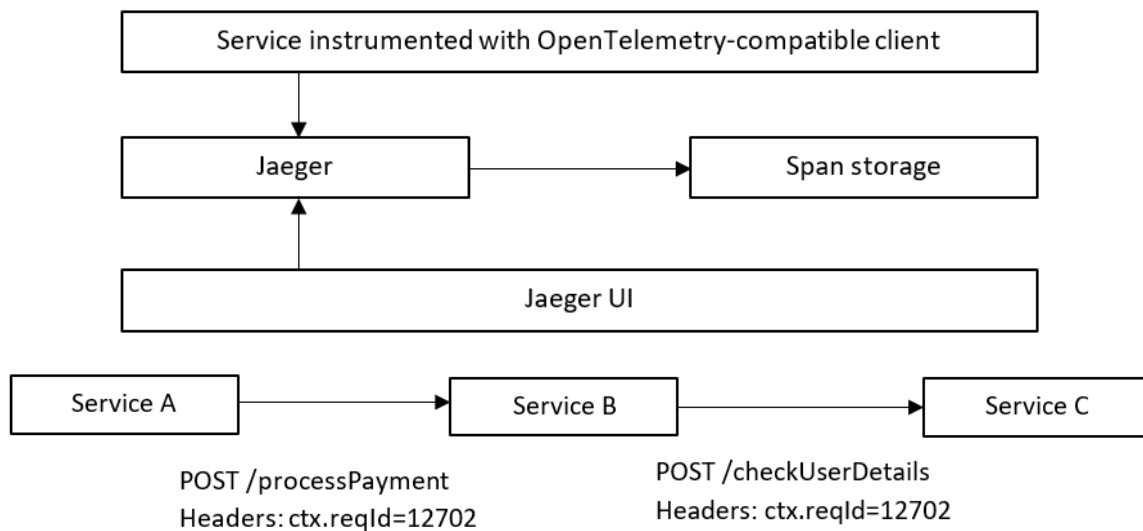 Service instrumented with OpenTelemetry-compatible client
Jaeger
Span storage
Jaeger UI
Service A
Service B
Service C
POST /processPayment
Headers: ctx.reqId=12702
POST /checkUserDetails
Headers: ctx.reqId=12702